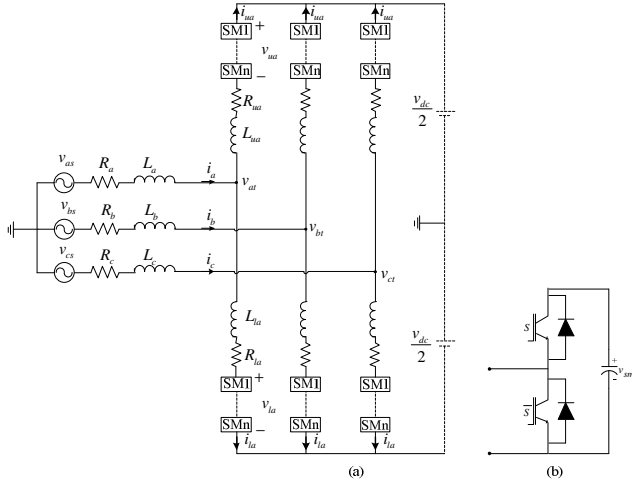 i_ua i_ua i_ua
SM1 + SM1 SM1
v_ua
SMn − SMn SMn
R_ua
L_ua
v_dc/2
v_as R_a L_a i_a v_at
v_bs R_b L_b i_b v_bt
v_cs R_c L_c i_c v_ct
L_la
v_dc/2
R_la
SM1 + SM1 SM1
v_la
SMn − SMn SMn
i_la i_la i_la
(a)
S
+
v_sm
-
S̅
(b)